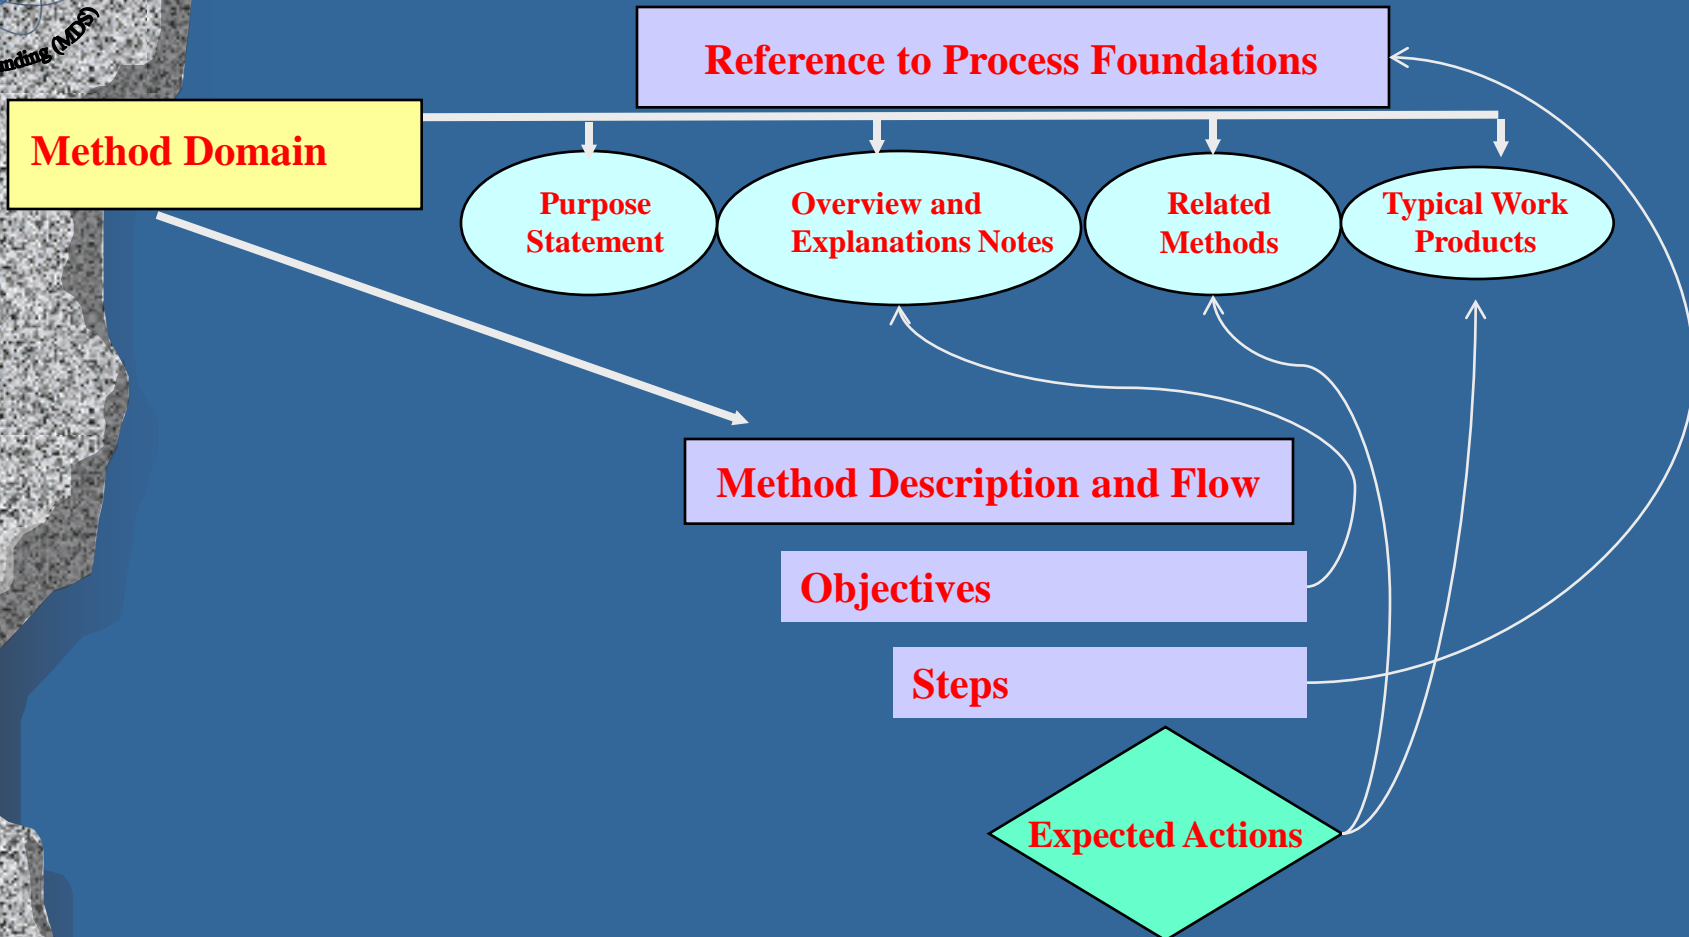 (MDS)
Reference to Process Foundations
Method Domain
Purpose
Statement
Overview and
Explanations Notes
Related
Methods
Typical Work
Products
Method Description and Flow
Objectives
Steps
Expected Actions